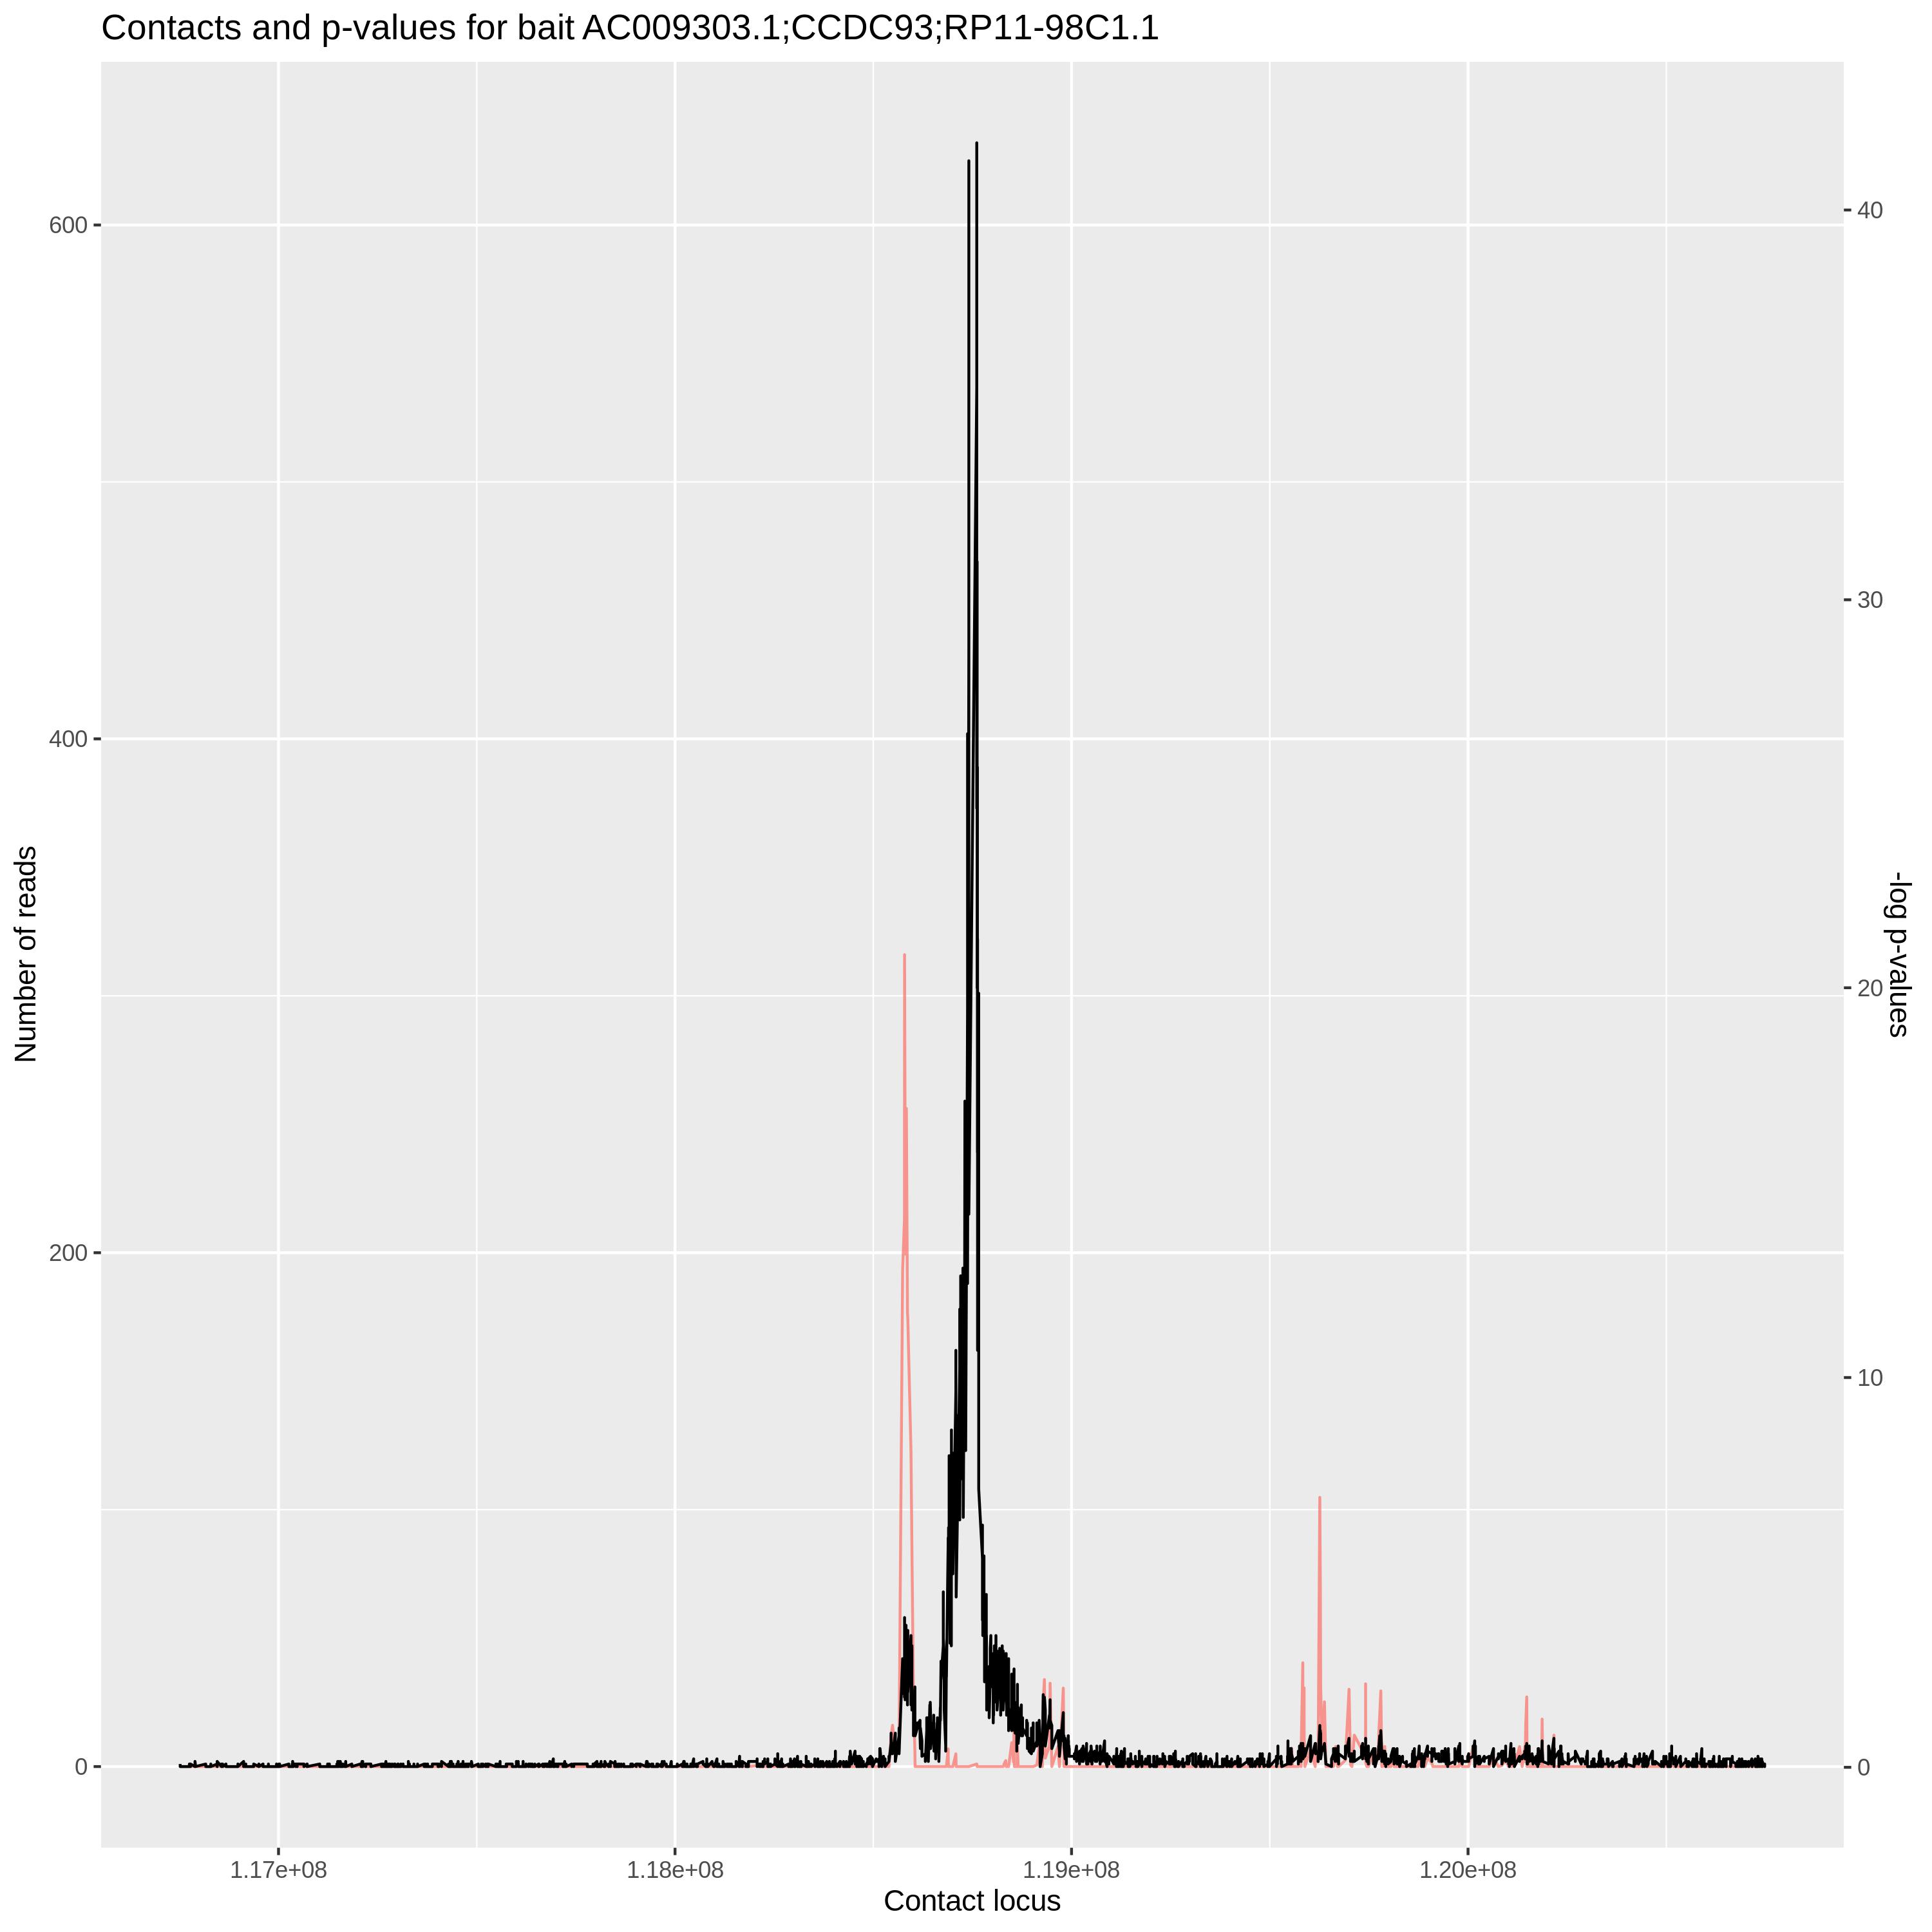 Contacts and p-values for bait AC009303.1;CCDC93;RP11-98C1.1
600
400
200
0
Number of reads
40
30
20
10
0
-log p-values
1.17e+08
1.18e+08
1.19e+08
1.20e+08
Contact locus